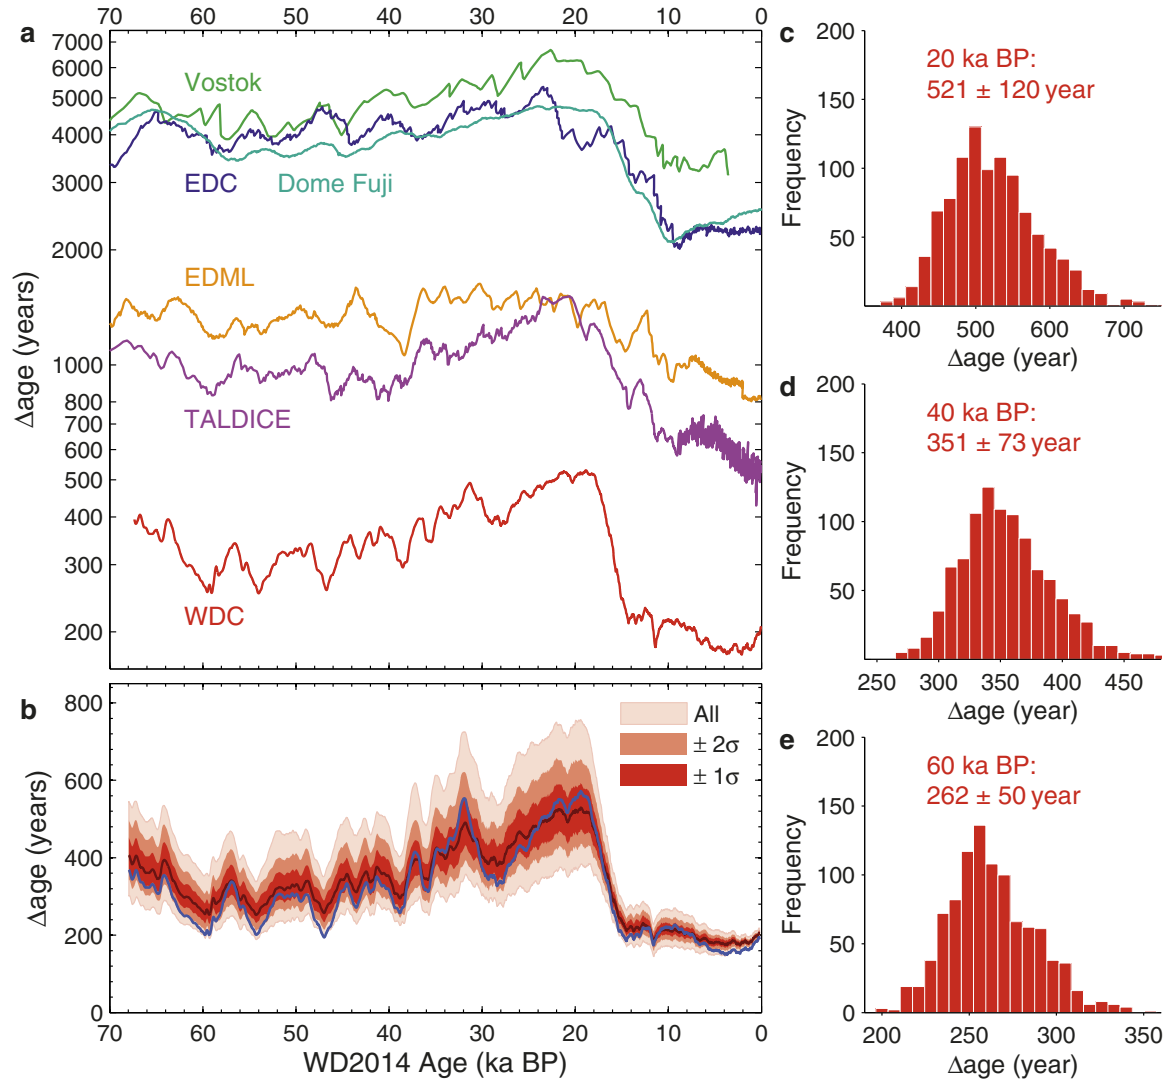 70 60 50 40 30 20 10 0
a
7000
6000
5000
4000
3000
2000
1000
800
700
600
500
400
300
200
Δage (years)
Vostok
EDC Dome Fuji
EDML
TALDICE
WDC
b
800
600
400
200
0
Δage (years)
All
± 2σ
± 1σ
70 60 50 40 30 20 10 0
WD2014 Age (ka BP)
c
200
150
100
50
Frequency
20 ka BP:
521 ± 120 year
400 500 600 700
Δage (year)
d
200
150
100
50
Frequency
40 ka BP:
351 ± 73 year
250 300 350 400 450
Δage (year)
e
200
150
100
50
0
Frequency
60 ka BP:
262 ± 50 year
200 250 300 350
Δage (year)